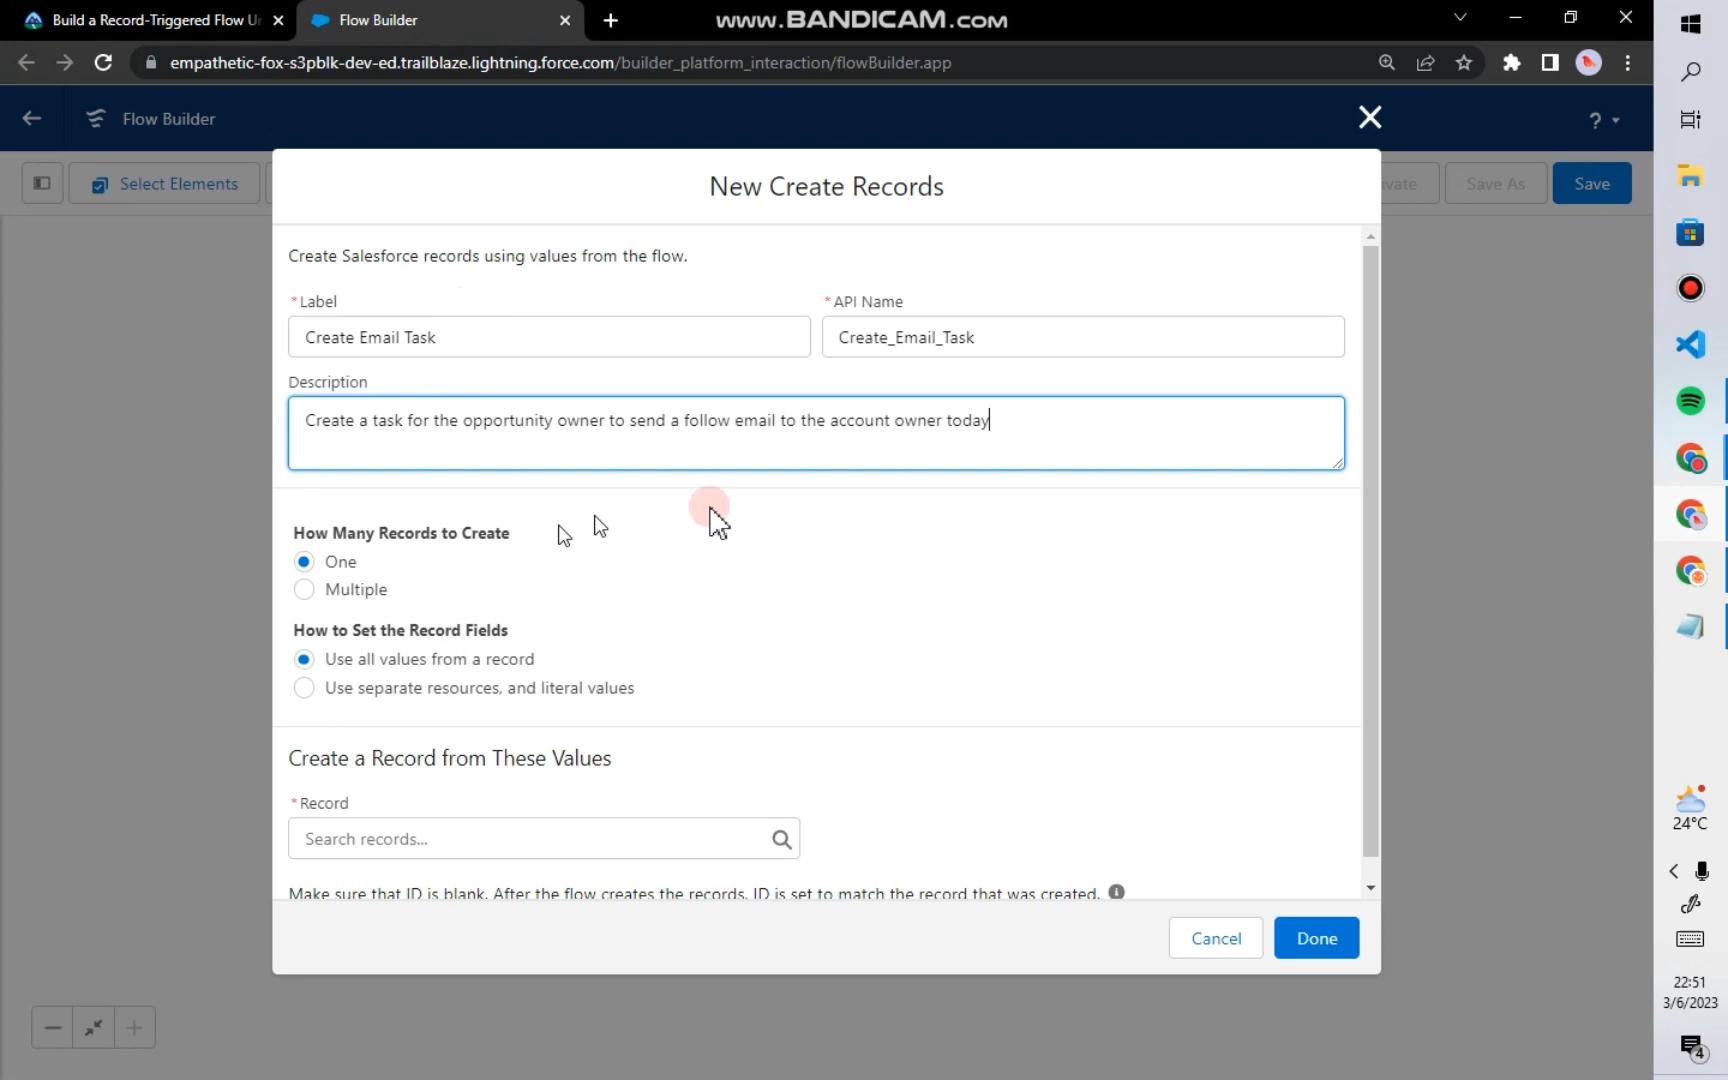 Build a Record-Triggered Flow Un
Flow Builder
www.BANDICAM.com
empathetic-fox-s3pblk-dev-ed.trailblaze.lightning.force.com/builder_platform_interaction/flowBuilder.app
Flow Builder
?
Select Elements
vate
Save As
Save
New Create Records
Create Salesforce records using values from the flow.
*Label
*API Name
Create Email Task
Create_Email_Task
Description
Create a task for the opportunity owner to send a follow email to the account owner today
How Many Records to Create
One
Multiple
How to Set the Record Fields
Use all values from a record
Use separate resources, and literal values
Create a Record from These Values
*Record
Search records...
Make sure that ID is blank. After the flow creates the records, ID is set to match the record that was created.
Cancel
Done
24°C
22:51
3/6/2023
4